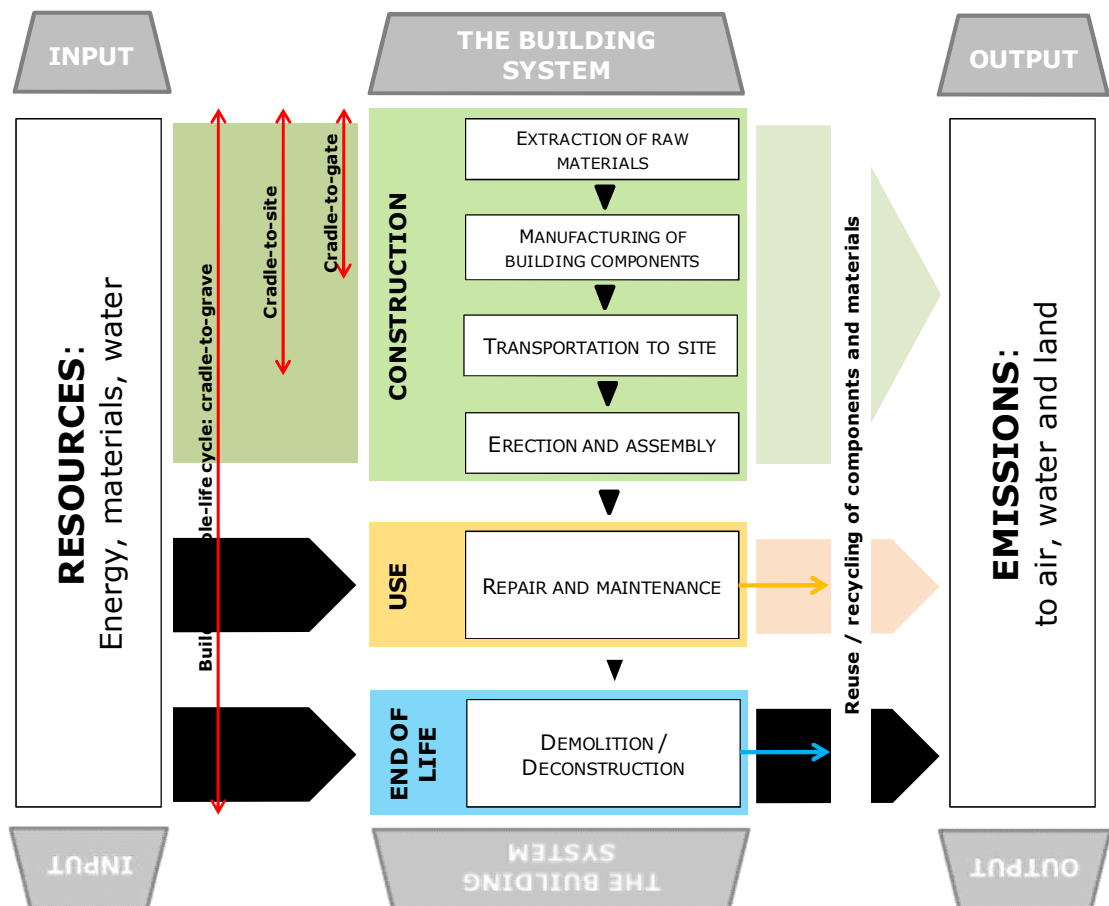 INPUT
THE BUILDING
SYSTEM
OUTPUT
RESOURCES:
Energy, materials, water
Cradle-to-gate
Cradle-to-site
ole-life cycle: cradle-to-grave
Buil
CONSTRUCTION
EXTRACTION OF RAW
MATERIALS
MANUFACTURING OF
BUILDING COMPONENTS
TRANSPORTATION TO SITE
ERECTION AND ASSEMBLY
USE
REPAIR AND MAINTENANCE
END OF
LIFE
DEMOLITION /
DECONSTRUCTION
Reuse / recycling of components and materials
EMISSIONS:
to air, water and land
INPUT
THE BUILDING
SYSTEM
OUTPUT